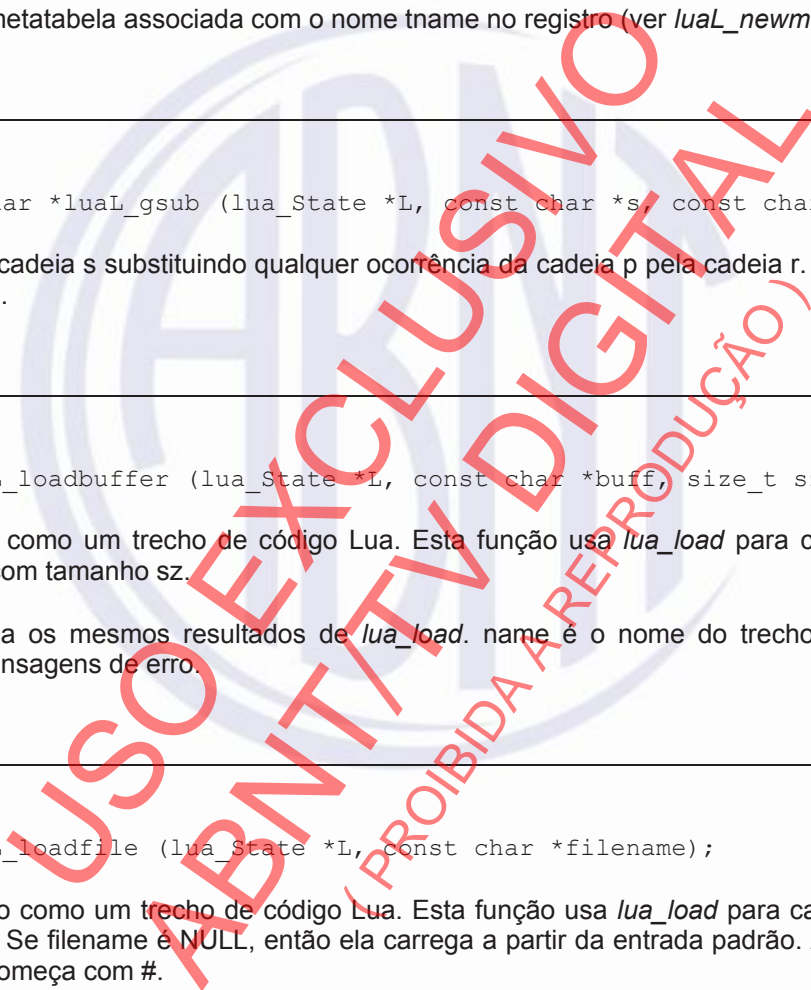 netatabela associada com o nome tname no registro (ver luaL_newm
ar *luaL_gsub (lua_State *L, const char *s, const char
cadeia s substituindo qualquer ocorrência da cadeia p pela cadeia r.
.
_loadbuffer (lua_State *L, const char *buff, size_t s
como um trecho de código Lua. Esta função usa lua_load para c
com tamanho sz.
a os mesmos resultados de lua_load. name é o nome do trecho
nsagens de erro.
_loadfile (lua_State *L, const char *filename);
o como um trecho de código Lua. Esta função usa lua_load para ca
Se filename é NULL, então ela carrega a partir da entrada padrão.
omeça com #.
USO EXCLUSIVO
ABNT/TV DIGITAL
( PROIBIDA A REPRODUÇÃO )
ABNT